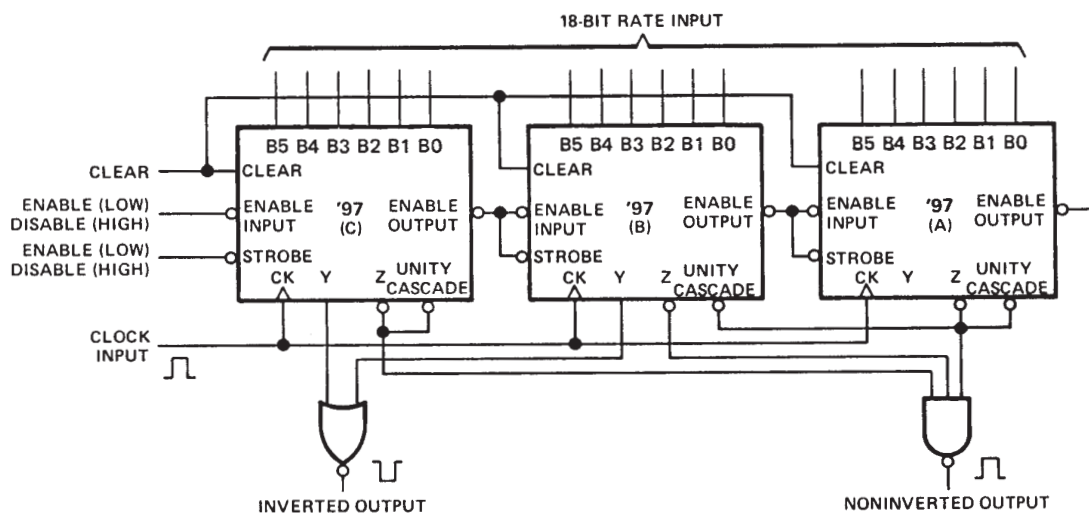 18-BIT RATE INPUT
B5 B4 B3 B2 B1 B0
B5 B4 B3 B2 B1 B0
B5 B4 B3 B2 B1 B0
CLEAR
CLEAR
CLEAR
CLEAR
ENABLE (LOW)
DISABLE (HIGH)
ENABLE
INPUT
'97
(C)
ENABLE
OUTPUT
ENABLE
INPUT
'97
(B)
ENABLE
OUTPUT
ENABLE
INPUT
'97
(A)
ENABLE
OUTPUT
ENABLE (LOW)
DISABLE (HIGH)
STROBE
STROBE
STROBE
CK Y Z UNITY
CASCADE
CK Y Z UNITY
CASCADE
CK Y Z UNITY
CASCADE
CLOCK
INPUT
INVERTED OUTPUT
NONINVERTED OUTPUT